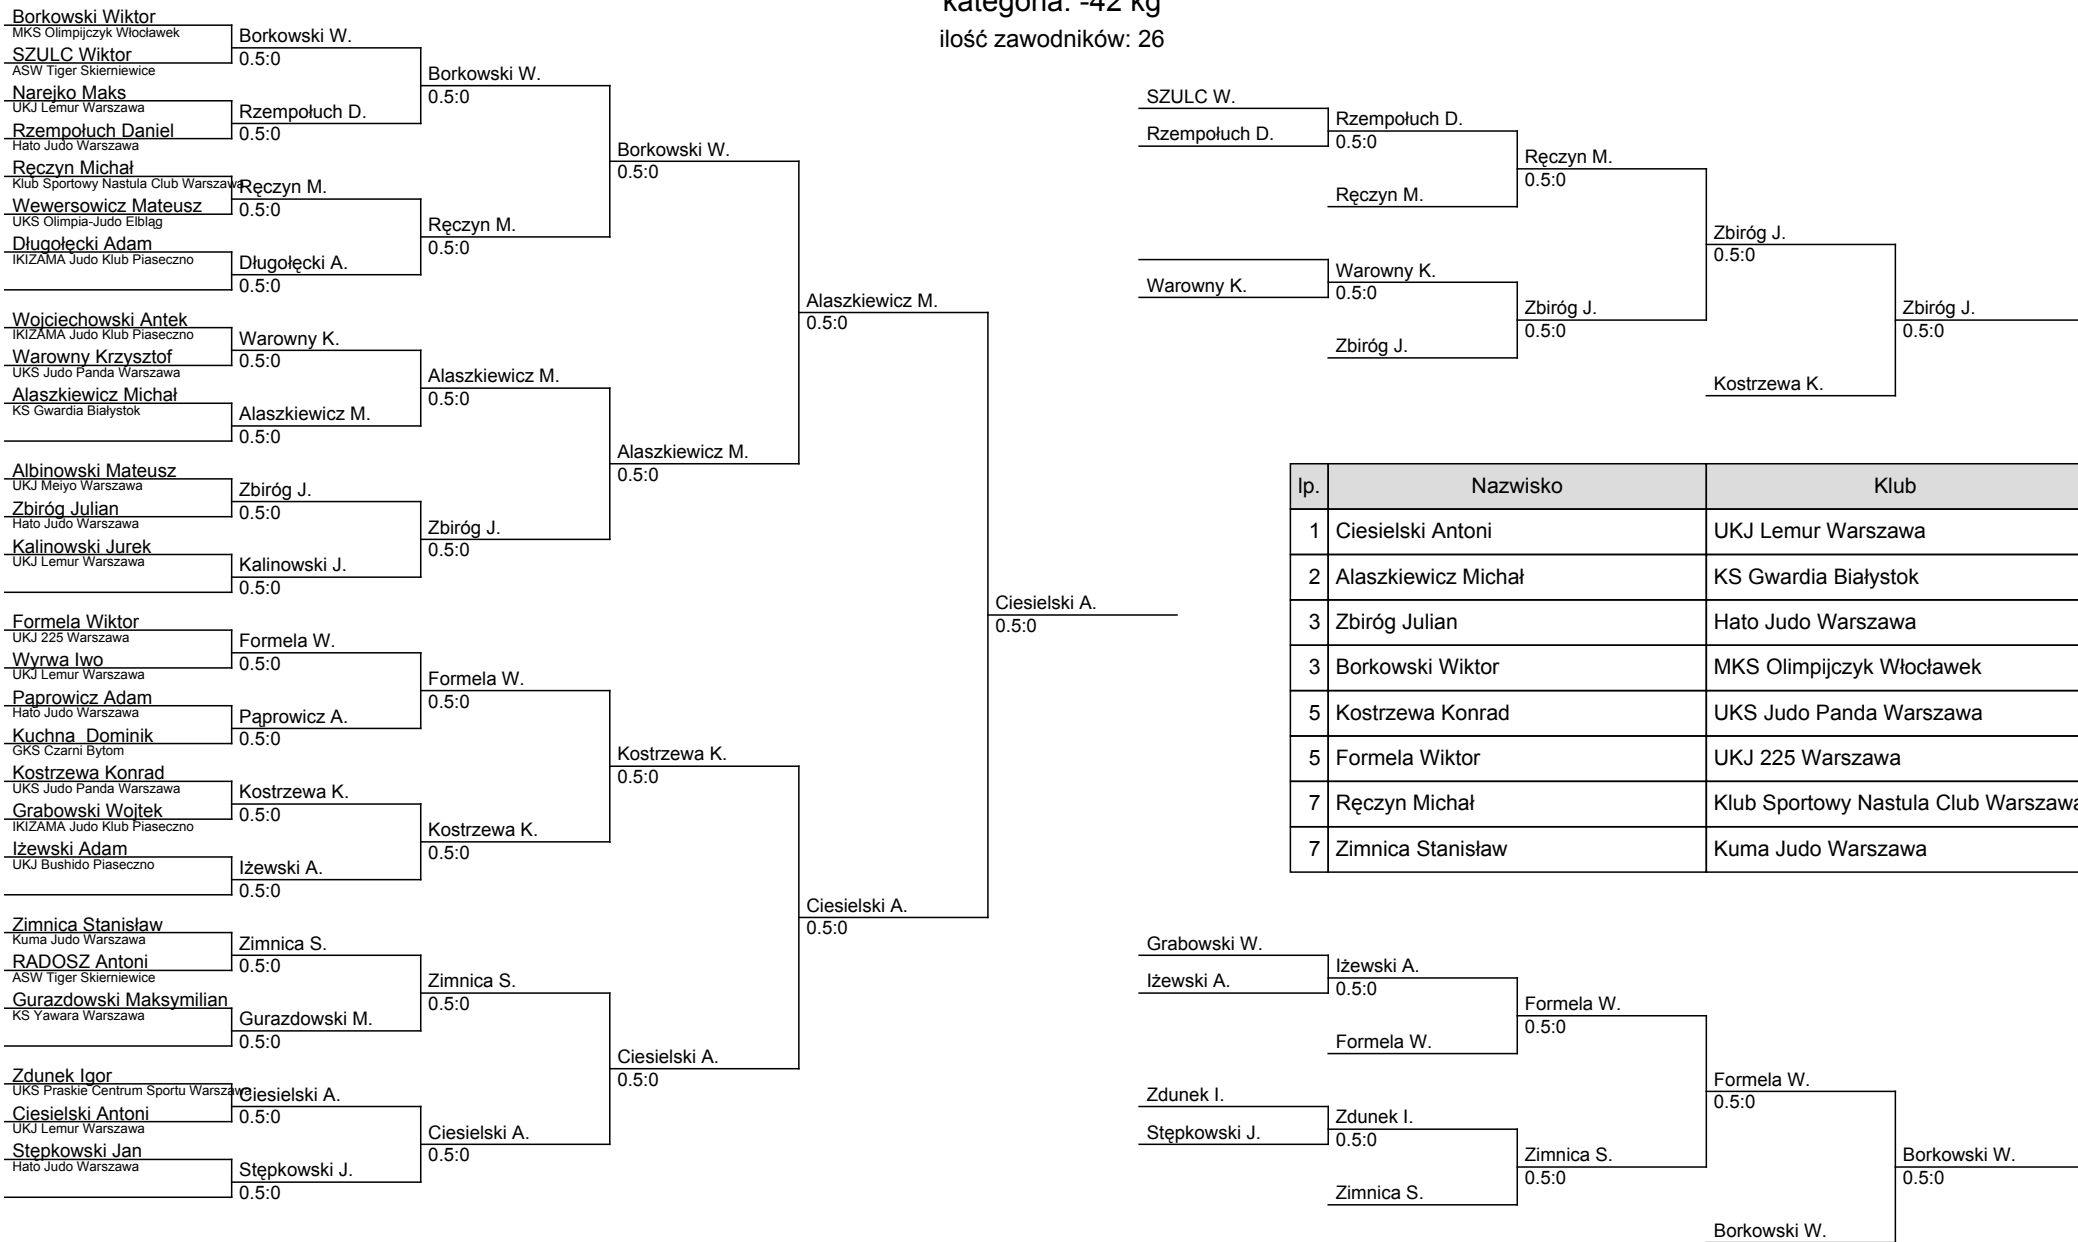 kategoria: -42 kg
ilość zawodników: 26
Borkowski Wiktor
MKS Olimpijczyk Włocławek
SZULC Wiktor
ASW Tiger Skierniewice
Narejko Maks
UKJ Lemur Warszawa
Rzempołuch Daniel
Hato Judo Warszawa
Ręczyn Michał
Klub Sportowy Nastula Club Warszawa
Wewersowicz Mateusz
UKS Olimpia-Judo Elbląg
Długołęcki Adam
IKIZAMA Judo Klub Piaseczno
Wojciechowski Antek
IKIZAMA Judo Klub Piaseczno
Warowny Krzysztof
UKS Judo Panda Warszawa
Alaszkiewicz Michał
KS Gwardia Białystok
Albinowski Mateusz
UKJ Meiyo Warszawa
Zbiróg Julian
Hato Judo Warszawa
Kalinowski Jurek
UKJ Lemur Warszawa
Formela Wiktor
UKJ 225 Warszawa
Wyrwa Iwo
UKJ Lemur Warszawa
Pąprowicz Adam
Hato Judo Warszawa
Kuchna  Dominik
GKS Czarni Bytom
Kostrzewa Konrad
UKS Judo Panda Warszawa
Grabowski Wojtek
IKIZAMA Judo Klub Piaseczno
Iżewski Adam
UKJ Bushido Piaseczno
Zimnica Stanisław
Kuma Judo Warszawa
RADOSZ Antoni
ASW Tiger Skierniewice
Gurazdowski Maksymilian
KS Yawara Warszawa
Zdunek Igor
UKS Praskie Centrum Sportu Warszawa
Ciesielski Antoni
UKJ Lemur Warszawa
Stępkowski Jan
Hato Judo Warszawa
Borkowski W.
0.5:0
Rzempołuch D.
0.5:0
Ręczyn M.
0.5:0
Długołęcki A.
0.5:0
Warowny K.
0.5:0
Alaszkiewicz M.
0.5:0
Zbiróg J.
0.5:0
Kalinowski J.
0.5:0
Formela W.
0.5:0
Pąprowicz A.
0.5:0
Kostrzewa K.
0.5:0
Iżewski A.
0.5:0
Zimnica S.
0.5:0
Gurazdowski M.
0.5:0
Ciesielski A.
0.5:0
Stępkowski J.
0.5:0
Borkowski W.
0.5:0
Ręczyn M.
0.5:0
Alaszkiewicz M.
0.5:0
Zbiróg J.
0.5:0
Formela W.
0.5:0
Kostrzewa K.
0.5:0
Zimnica S.
0.5:0
Ciesielski A.
0.5:0
Borkowski W.
0.5:0
Alaszkiewicz M.
0.5:0
Kostrzewa K.
0.5:0
Ciesielski A.
0.5:0
Alaszkiewicz M.
0.5:0
Ciesielski A.
0.5:0
Ciesielski A.
0.5:0
SZULC W.
Rzempołuch D.
Warowny K.
Rzempołuch D.
0.5:0
Ręczyn M.
Warowny K.
0.5:0
Zbiróg J.
Ręczyn M.
0.5:0
Zbiróg J.
0.5:0
Zbiróg J.
0.5:0
Kostrzewa K.
Zbiróg J.
0.5:0
lp. Nazwisko Klub
1 Ciesielski Antoni UKJ Lemur Warszawa
2 Alaszkiewicz Michał KS Gwardia Białystok
3 Zbiróg Julian Hato Judo Warszawa
3 Borkowski Wiktor MKS Olimpijczyk Włocławek
5 Kostrzewa Konrad UKS Judo Panda Warszawa
5 Formela Wiktor UKJ 225 Warszawa
7 Ręczyn Michał Klub Sportowy Nastula Club Warszawa
7 Zimnica Stanisław Kuma Judo Warszawa
Grabowski W.
Iżewski A.
Zdunek I.
Stępkowski J.
Iżewski A.
0.5:0
Formela W.
Zdunek I.
0.5:0
Zimnica S.
Formela W.
0.5:0
Zimnica S.
0.5:0
Formela W.
0.5:0
Borkowski W.
Borkowski W.
0.5:0